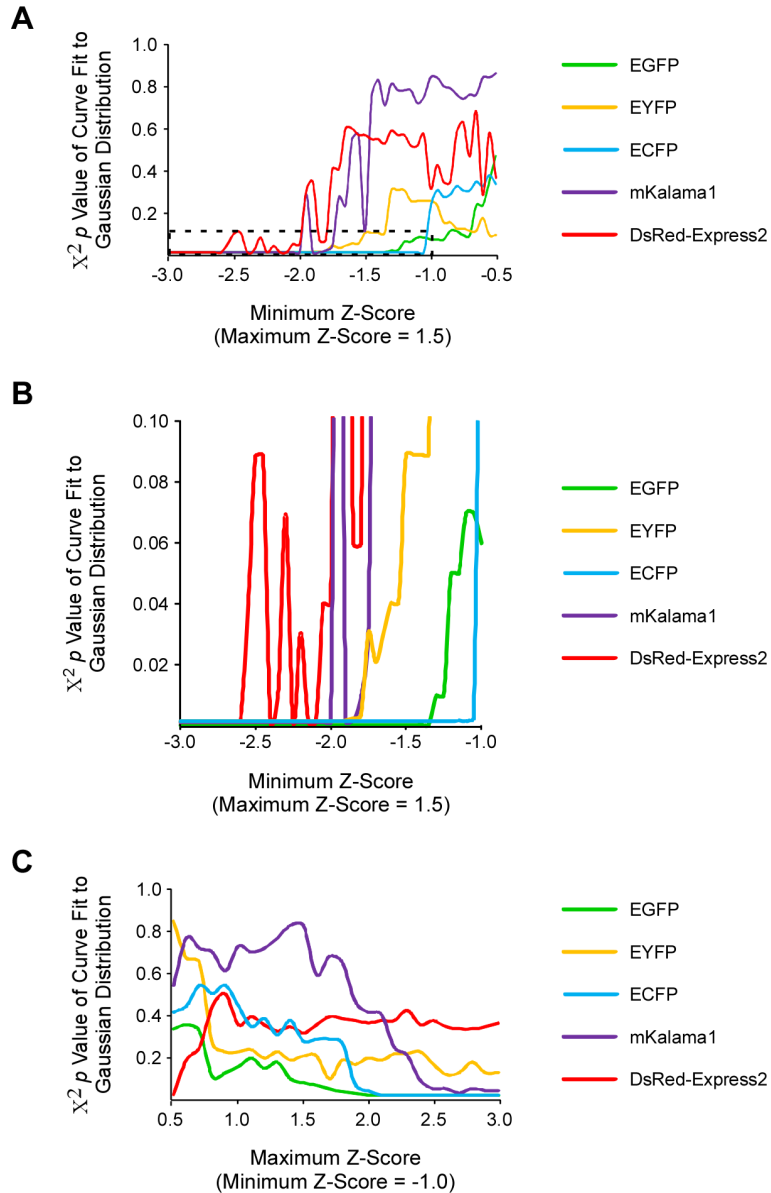 A
X² p Value of Curve Fit to
Gaussian Distribution
1.0
0.8
0.6
0.4
0.2
-3.0 -2.5 -2.0 -1.5 -1.0 -0.5
Minimum Z-Score
(Maximum Z-Score = 1.5)
EGFP
EYFP
ECFP
mKalama1
DsRed-Express2
B
X² p Value of Curve Fit to
Gaussian Distribution
0.10
0.08
0.06
0.04
0.02
-3.0 -2.5 -2.0 -1.5 -1.0
Minimum Z-Score
(Maximum Z-Score = 1.5)
EGFP
EYFP
ECFP
mKalama1
DsRed-Express2
C
X² p Value of Curve Fit to
Gaussian Distribution
1.0
0.8
0.6
0.4
0.2
0.5 1.0 1.5 2.0 2.5 3.0
Maximum Z-Score
(Minimum Z-Score = -1.0)
EGFP
EYFP
ECFP
mKalama1
DsRed-Express2